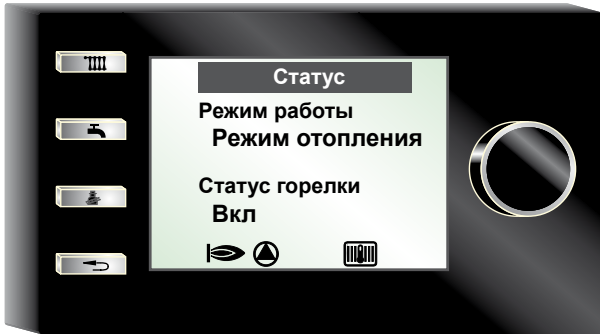 Статус
Режим работы
Режим отопления
Статус горелки
Вкл